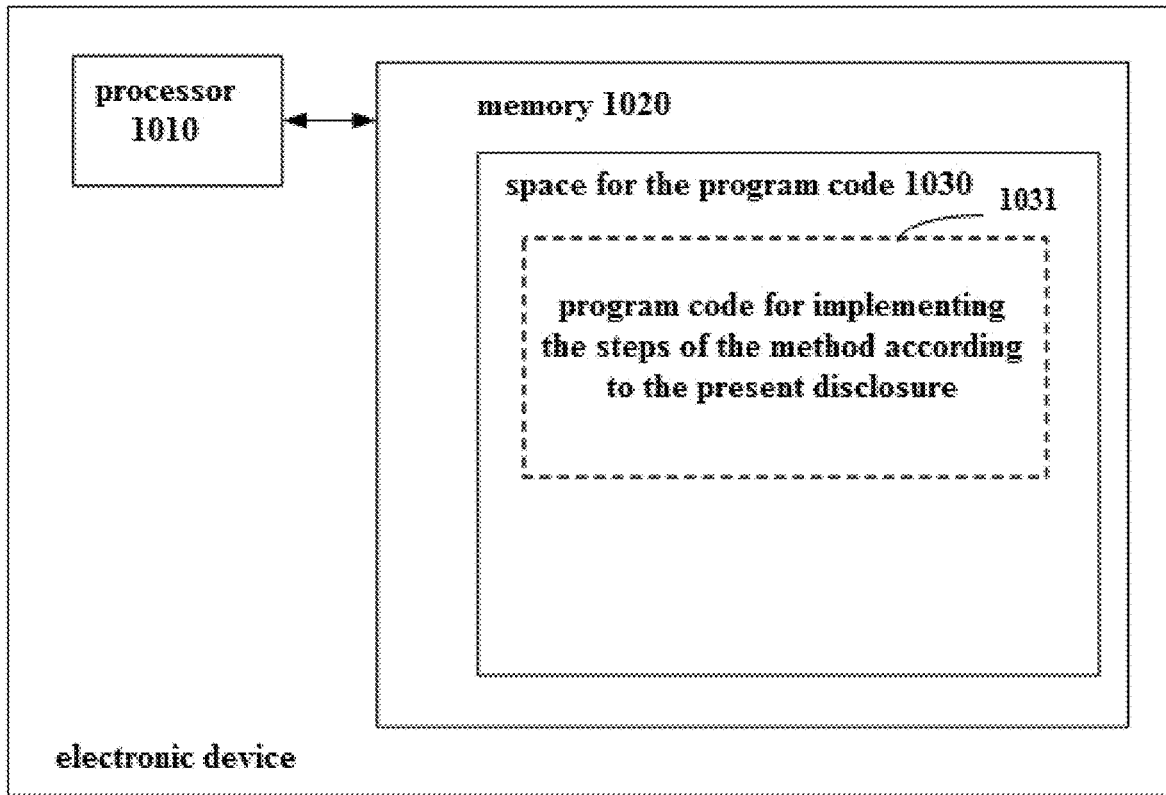 processor
1010
memory 1020
space for the program code 1030
1031
program code for implementing
the steps of the method according
to the present disclosure
electronic device